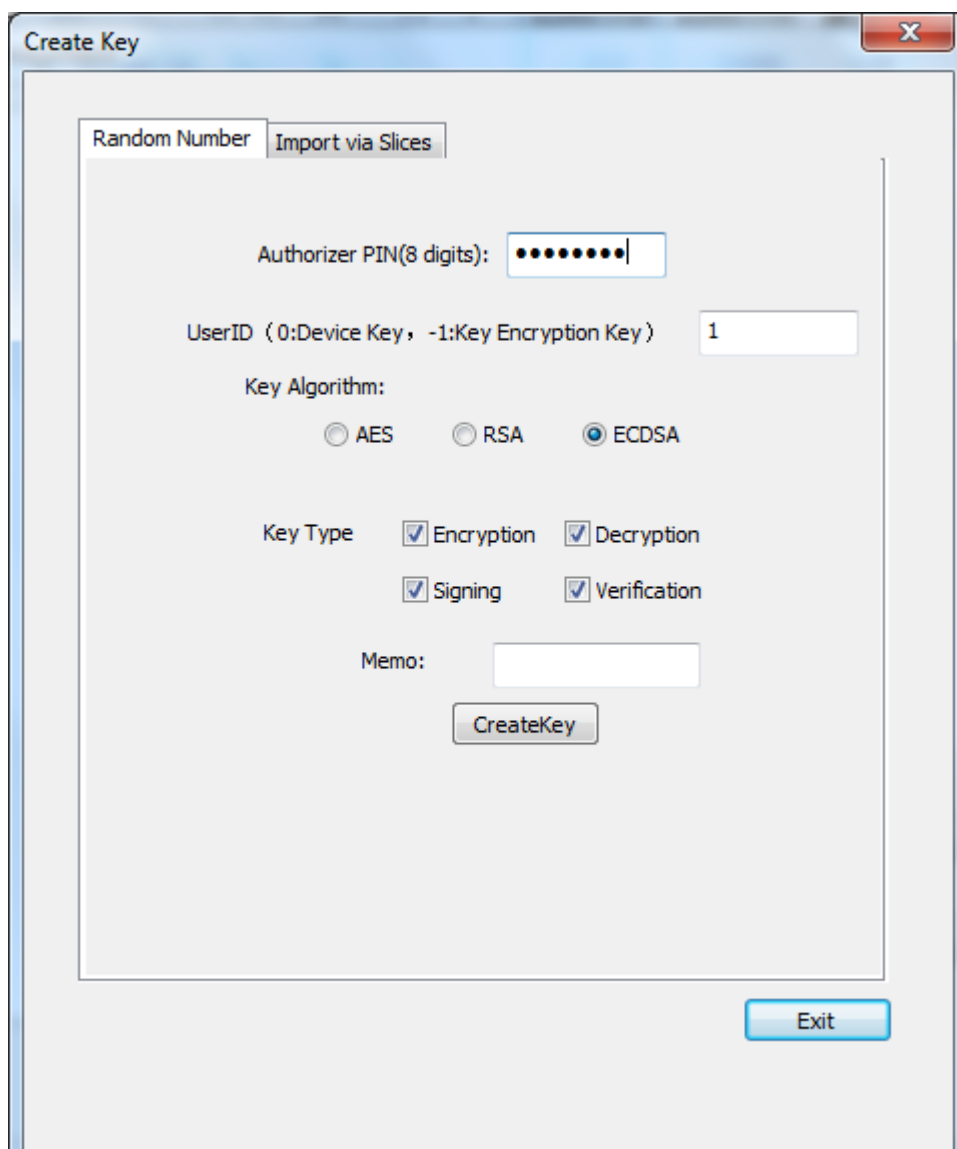 Create Key
Random Number Import via Slices
Authorizer PIN(8 digits): ●●●●●●●●
UserID（0:Device Key，-1:Key Encryption Key） 1
Key Algorithm:
AES RSA ECDSA
Key Type Encryption Decryption
Signing Verification
Memo:
CreateKey
Exit